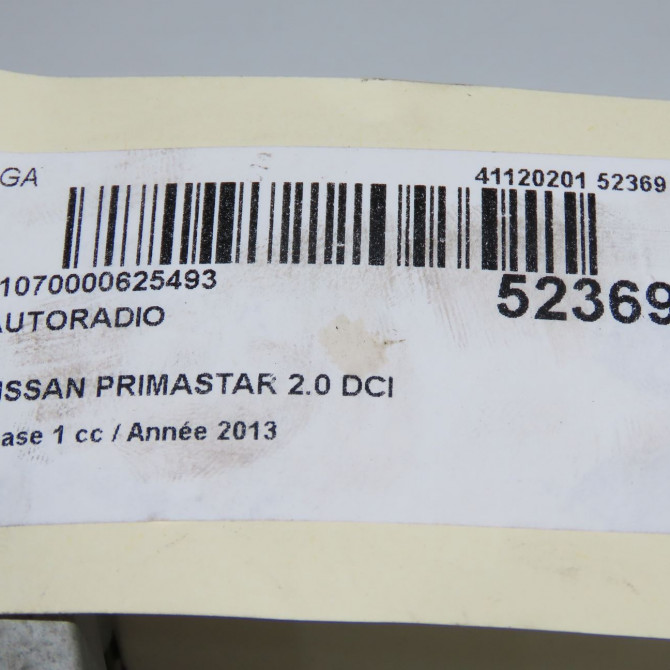 GA 41120201 52369
1070000625493 52369
AUTORADIO
ISSAN PRIMASTAR 2.0 DCI
ase 1 cc / Année 2013